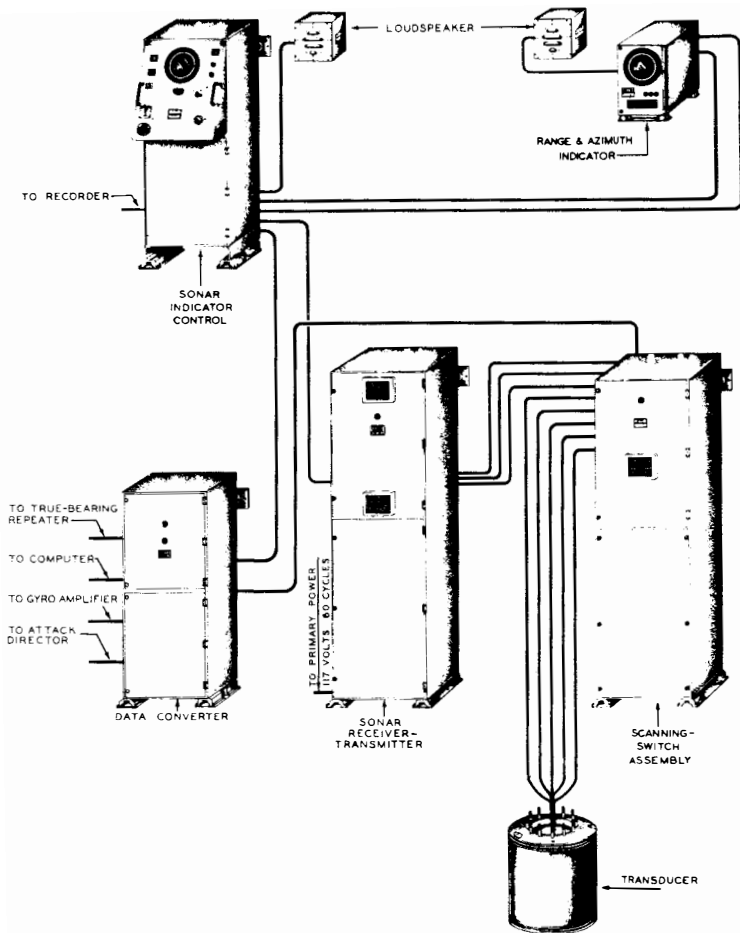 LOUDSPEAKER
RANGE & AZIMUTH
INDICATOR
TO RECORDER
SONAR
INDICATOR
CONTROL
TO TRUE-BEARING
REPEATER
TO COMPUTER
TO GYRO AMPLIFIER
TO ATTACK
DIRECTOR
DATA CONVERTER
TO PRIMARY POWER
117 VOLTS 60 CYCLES
SONAR
RECEIVER-
TRANSMITTER
SCANNING-
SWITCH
ASSEMBLY
TRANSDUCER